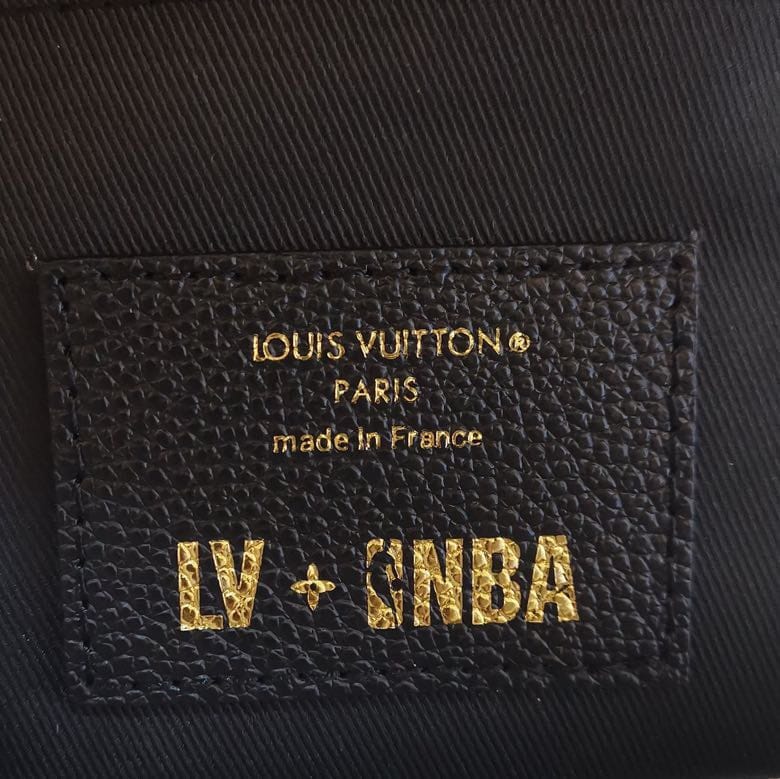 LOUIS VUITTON®
PARIS
made in France
LV + NBA